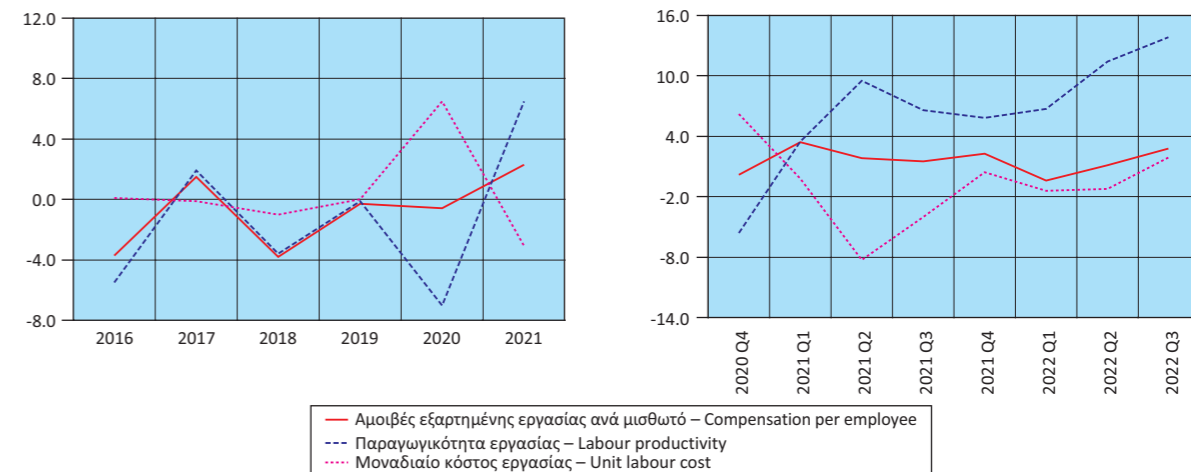 12.0
8.0
4.0
0.0
-4.0
-8.0
2016 2017 2018 2019 2020 2021
16.0
10.0
4.0
-2.0
-8.0
-14.0
2020 Q4
2021 Q1
2021 Q2
2021 Q3
2021 Q4
2022 Q1
2022 Q2
2022 Q3
Αμοιβές εξαρτημένης εργασίας ανά μισθωτό – Compensation per employee
Παραγωγικότητα εργασίας – Labour productivity
Μοναδιαίο κόστος εργασίας – Unit labour cost